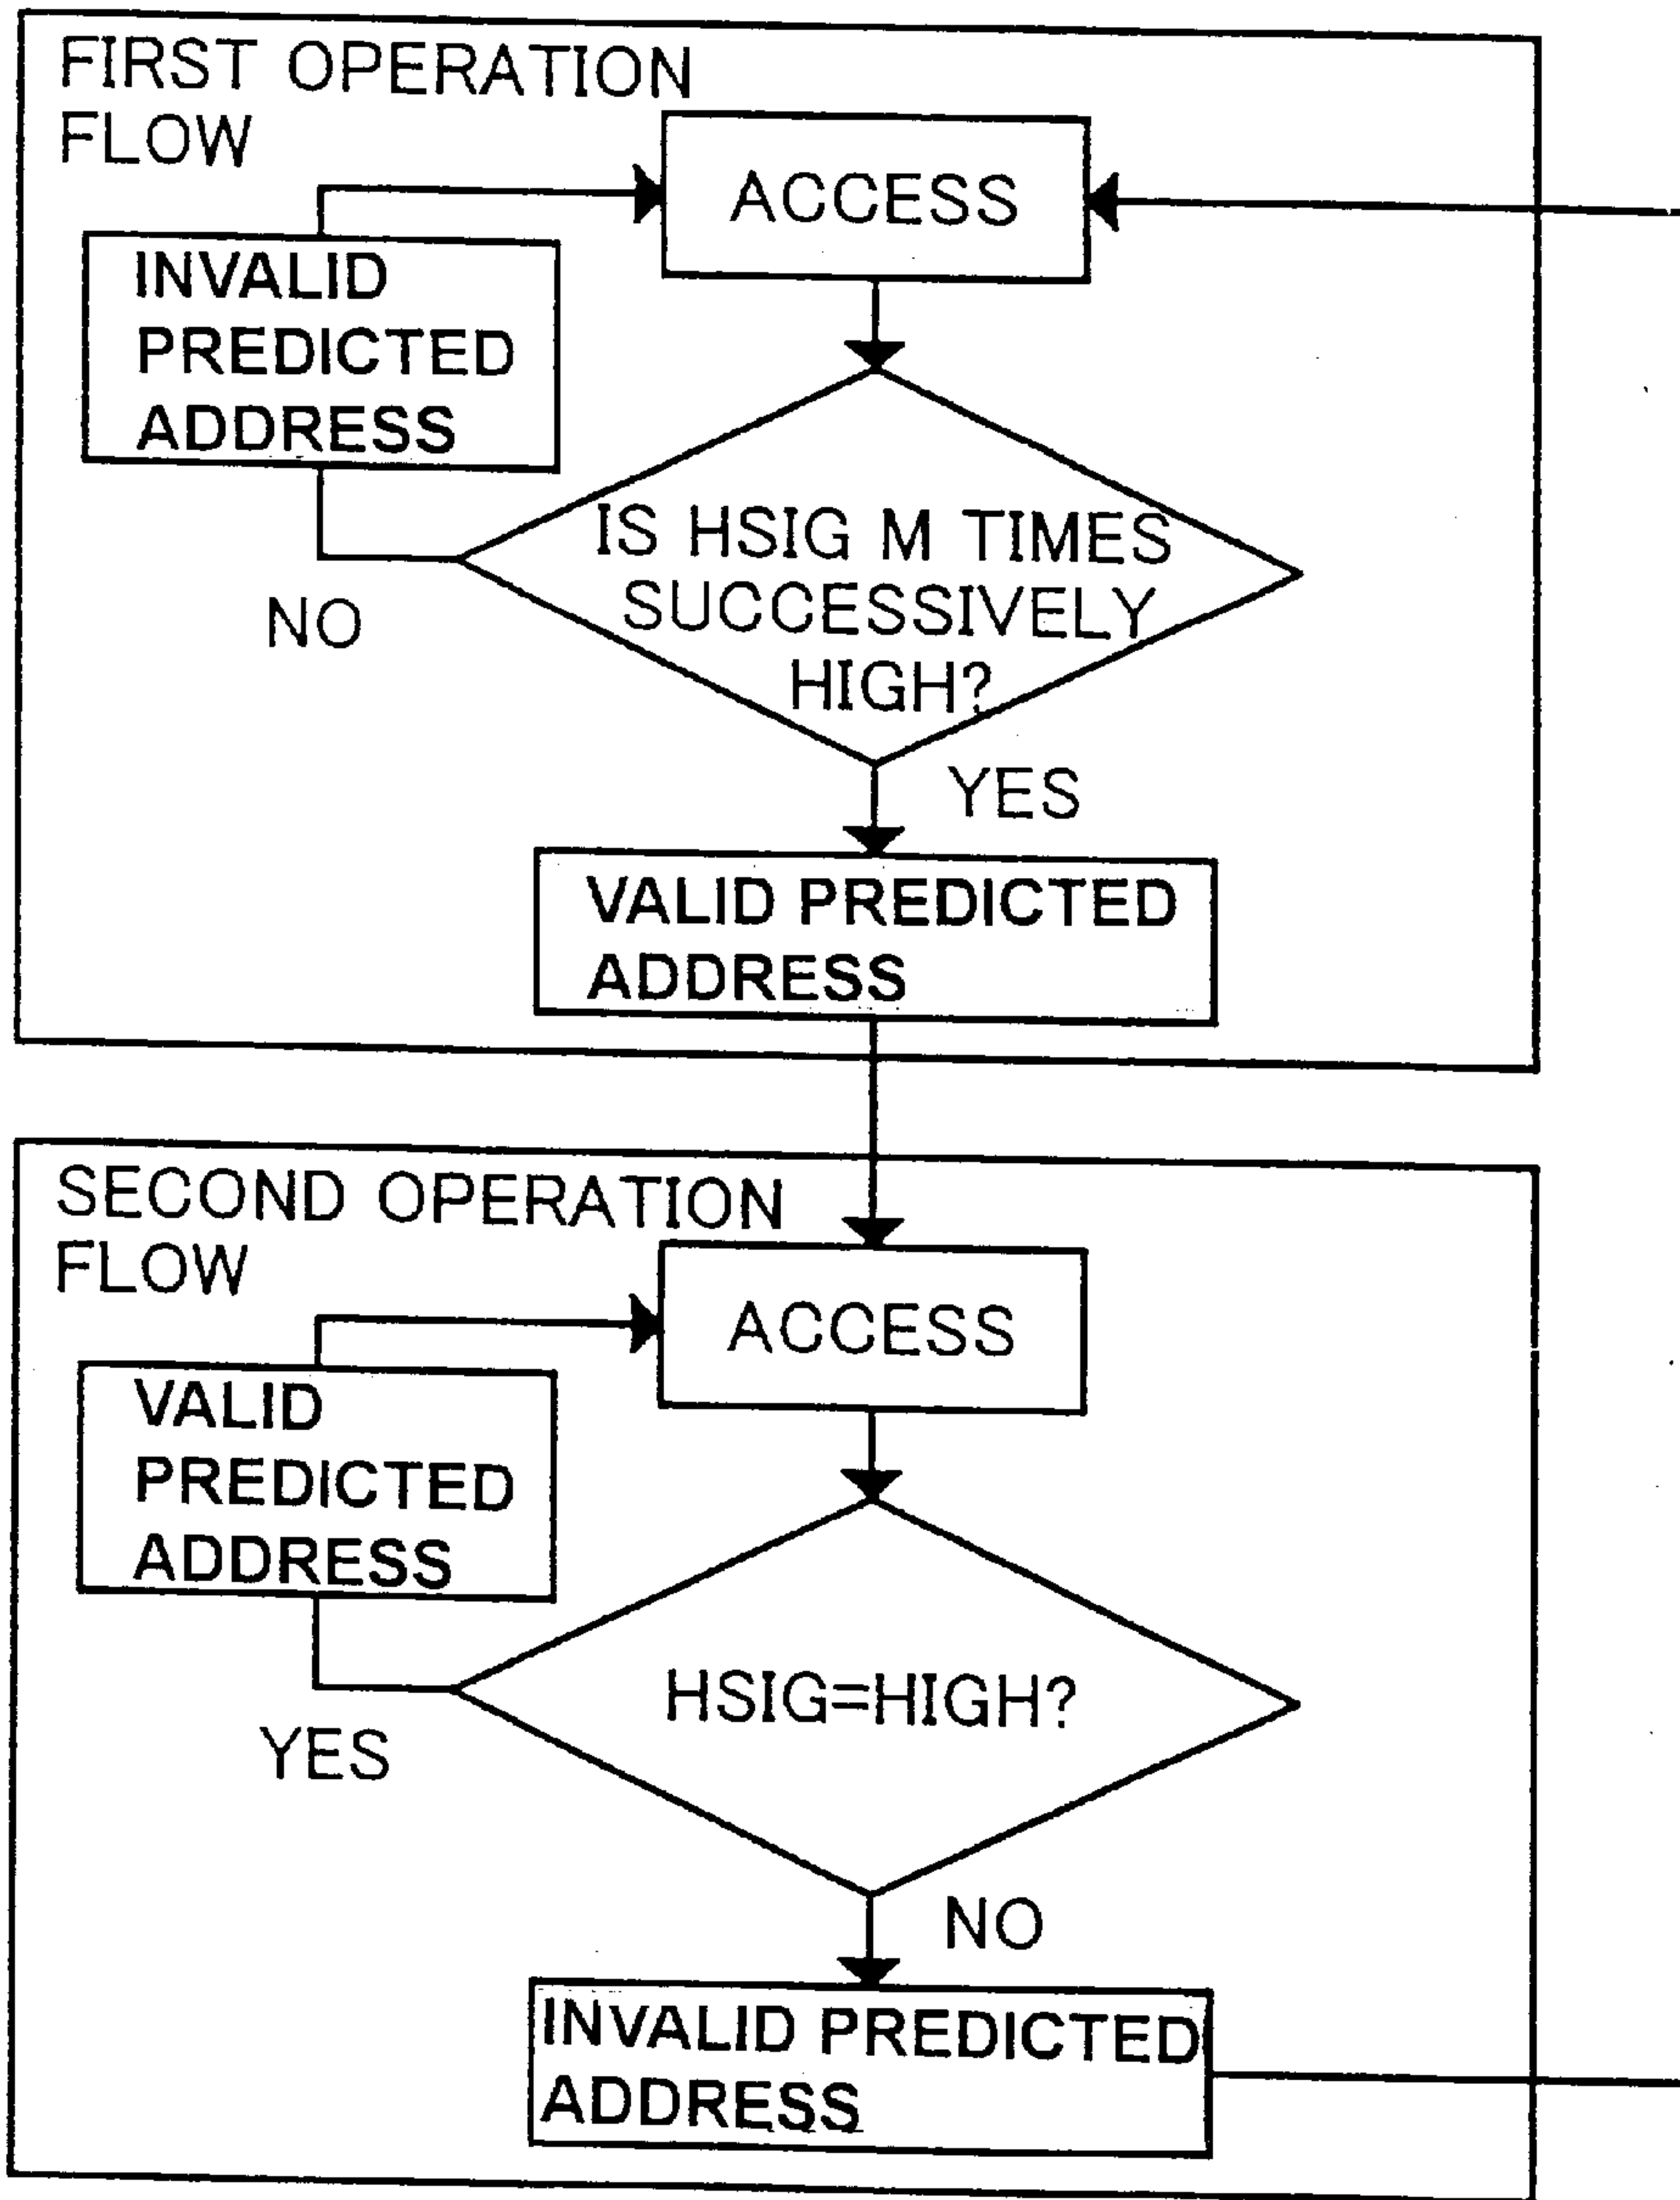 FIRST OPERATION
FLOW
ACCESS
INVALID
PREDICTED
ADDRESS
IS HSIG M TIMES
SUCCESSIVELY
HIGH?
NO
YES
VALID PREDICTED
ADDRESS
SECOND OPERATION
FLOW
ACCESS
VALID
PREDICTED
ADDRESS
HSIG=HIGH?
YES
NO
INVALID PREDICTED
ADDRESS